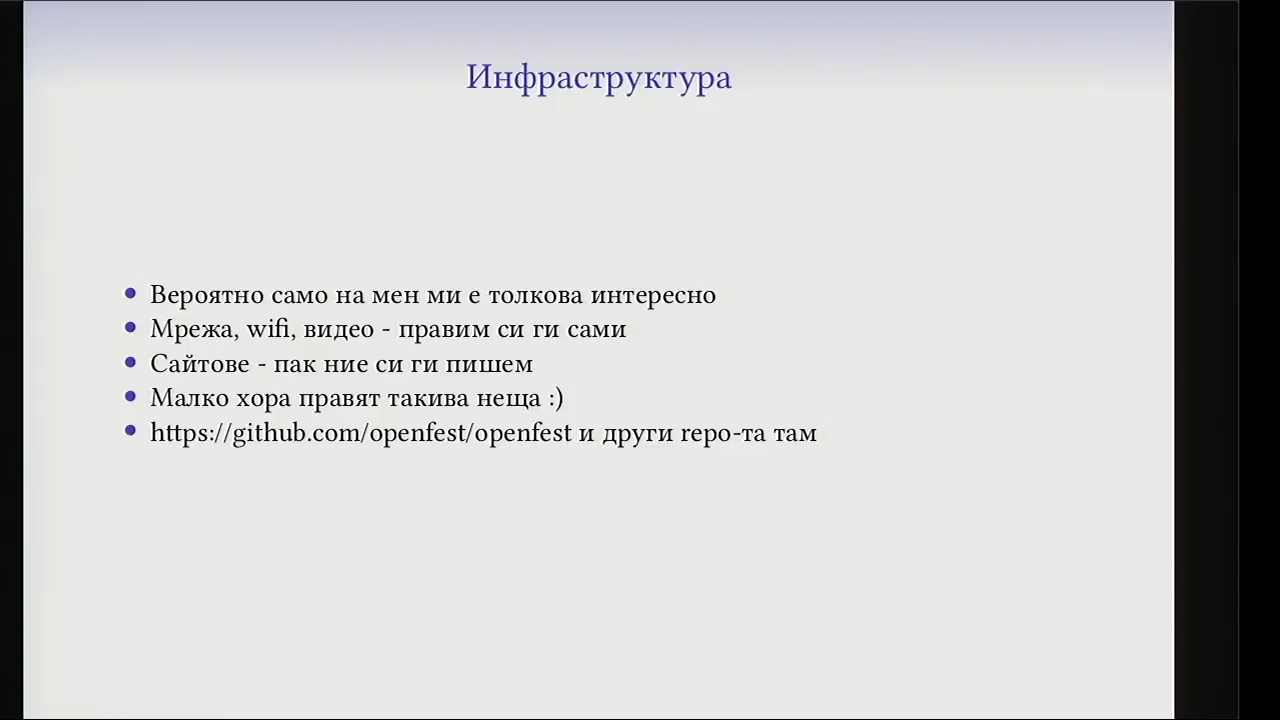 Инфраструктура
Вероятно само на мен ми е толкова интересно
Мрежа, wifi, видео - правим си ги сами
Сайтове - пак ние си ги пишем
Малко хора правят такива неща :)
https://github.com/openfest/openfest и други repo-та там